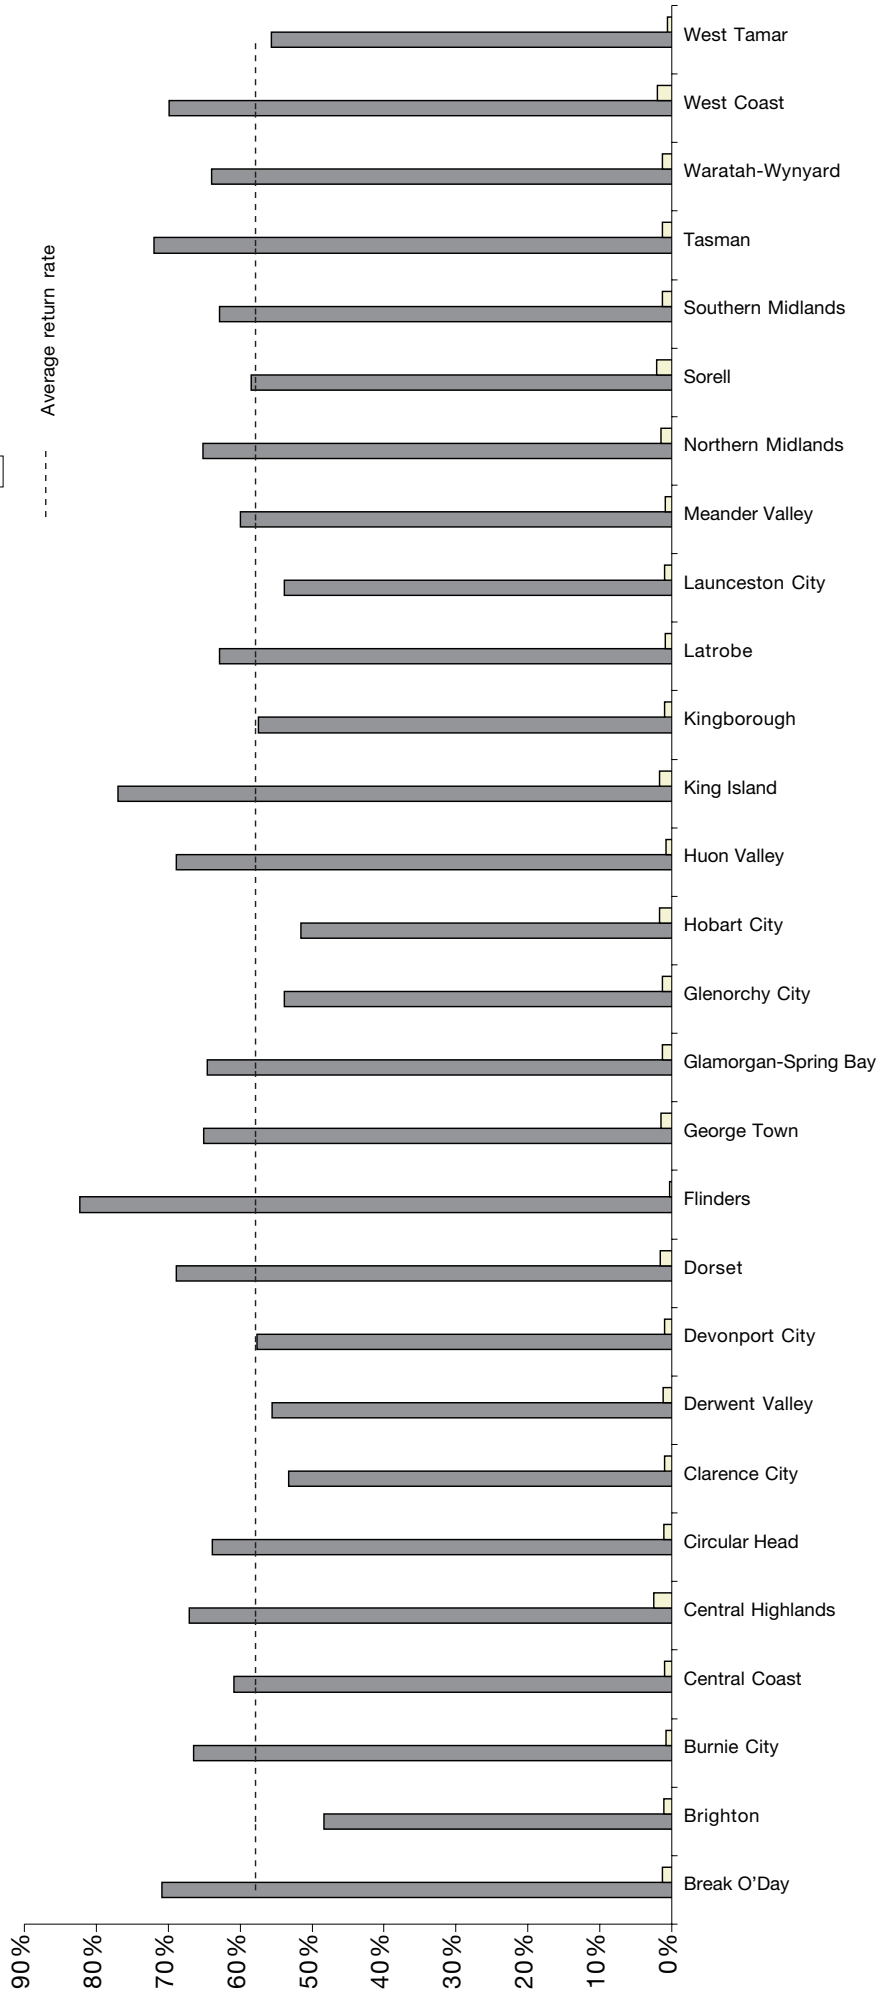 West Tamar
West Coast
Waratah-Wynyard
Tasman
Average return rate
Southern Midlands
Sorell
Northern Midlands
Meander Valley
Launceston City
Latrobe
Kingborough
King Island
Huon Valley
Hobart City
Glenorchy City
Glamorgan-Spring Bay
George Town
Flinders
Dorset
Devonport City
Derwent Valley
Clarence City
Circular Head
Central Highlands
Central Coast
Burnie City
Brighton
Break O’Day
90%
80%
70%
60%
50%
40%
30%
20%
10%
0%